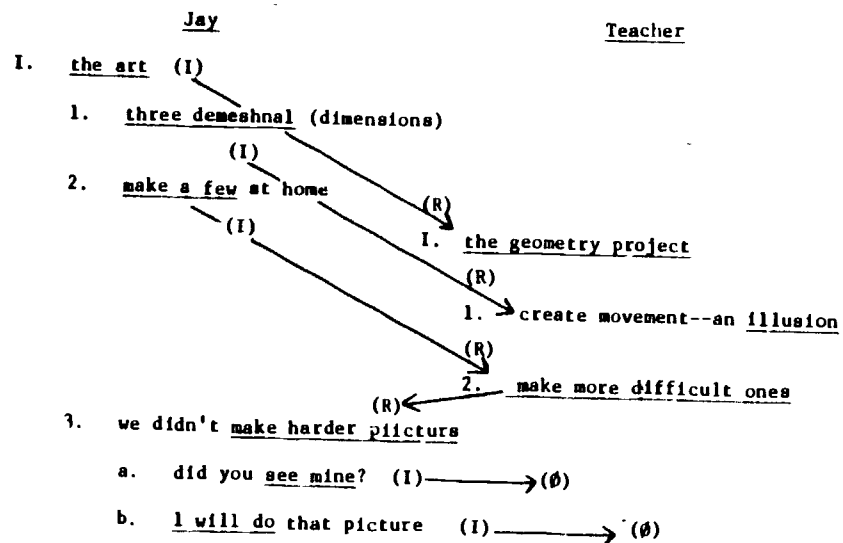 Jay
Teacher
I. the art (I)
1. three demeshnal (dimensions)
(I)
2. make a few at home
(R)
(I)
I. the geometry project
(R)
1. create movement--an illusion
(R)
2. make more difficult ones
(R)
3. we didn't make harder piicturs
a. did you see mine? (I) (Ø)
b. I will do that picture (I) (Ø)